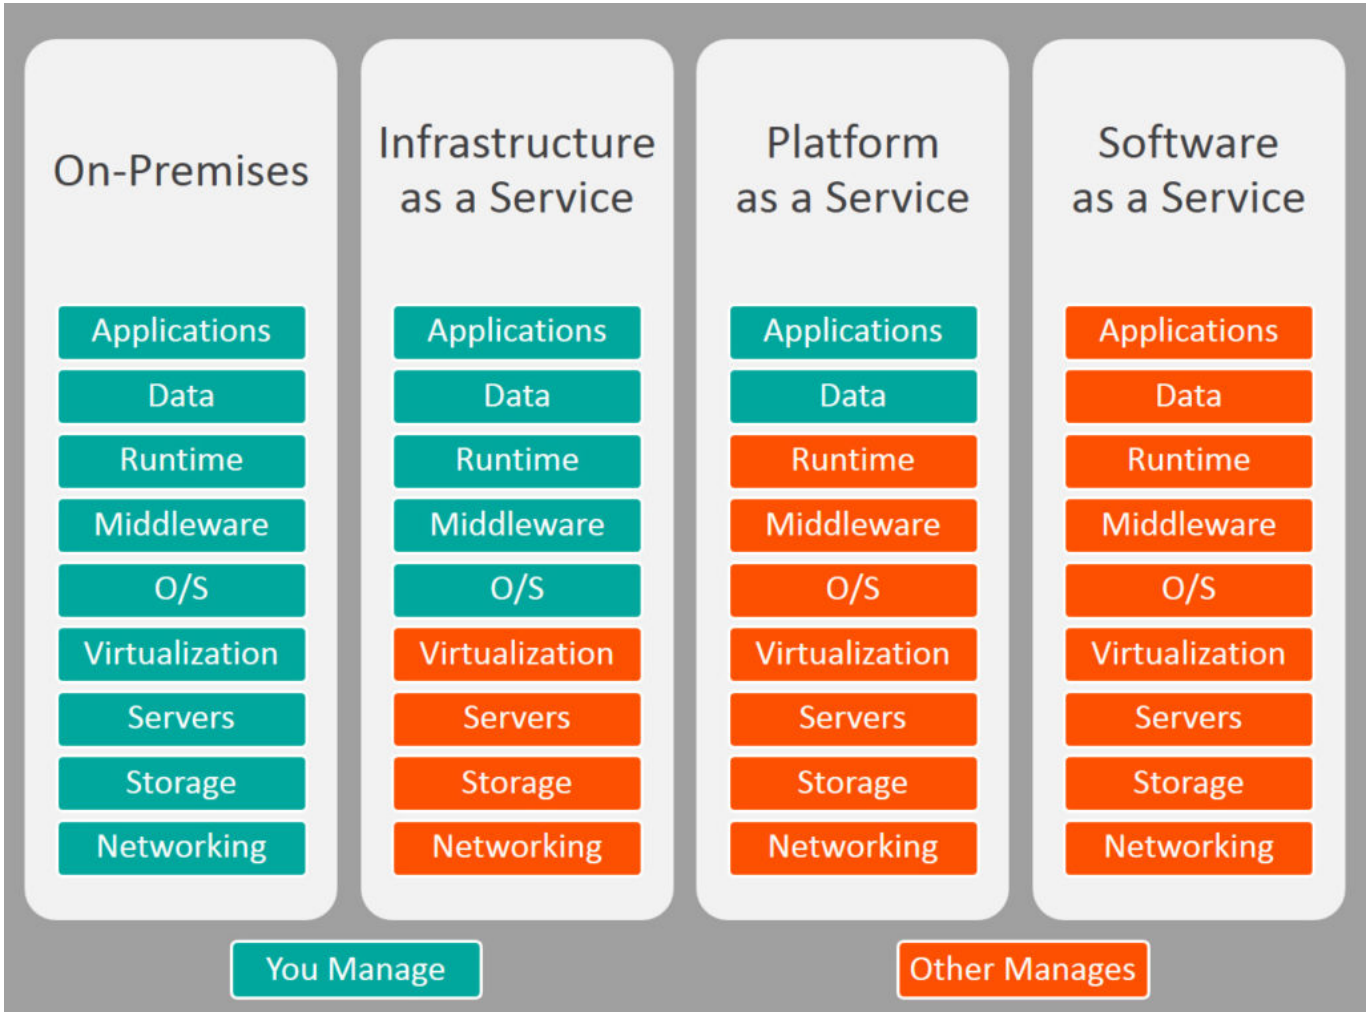 On-Premises
Applications
Data
Runtime
Middleware
O/S
Virtualization
Servers
Storage
Networking
Infrastructure
as a Service
Applications
Data
Runtime
Middleware
O/S
Virtualization
Servers
Storage
Networking
Platform
as a Service
Applications
Data
Runtime
Middleware
O/S
Virtualization
Servers
Storage
Networking
Software
as a Service
Applications
Data
Runtime
Middleware
O/S
Virtualization
Servers
Storage
Networking
You Manage
Other Manages